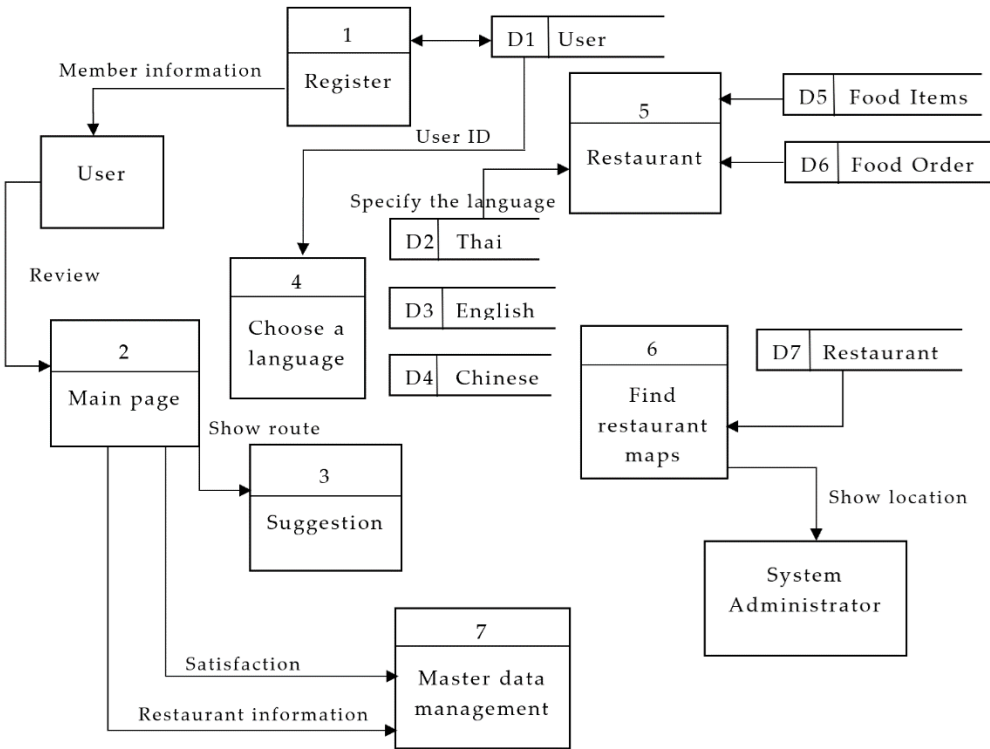 1
Register
D1 User
Member information
User
User ID
5
Restaurant
D5 Food Items
D6 Food Order
Specify the language
D2 Thai
D3 English
D4 Chinese
Review
4
Choose a
language
2
Main page
Show route
3
Suggestion
6
Find
restaurant
maps
D7 Restaurant
Show location
System
Administrator
7
Master data
management
Satisfaction
Restaurant information